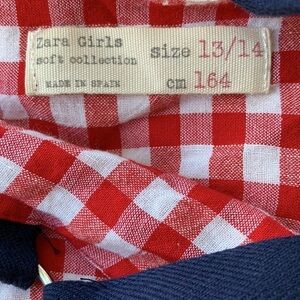 Zara Girls size 13/14
soft collection
MADE IN SPAIN cm 164